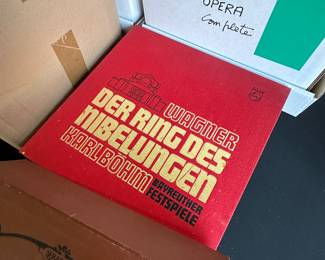 OPERA
Complete
WAGNER
DER RING DES
NIBELUNGEN
KARL BÖHM
BAYREUTHER
FESTSPIELE